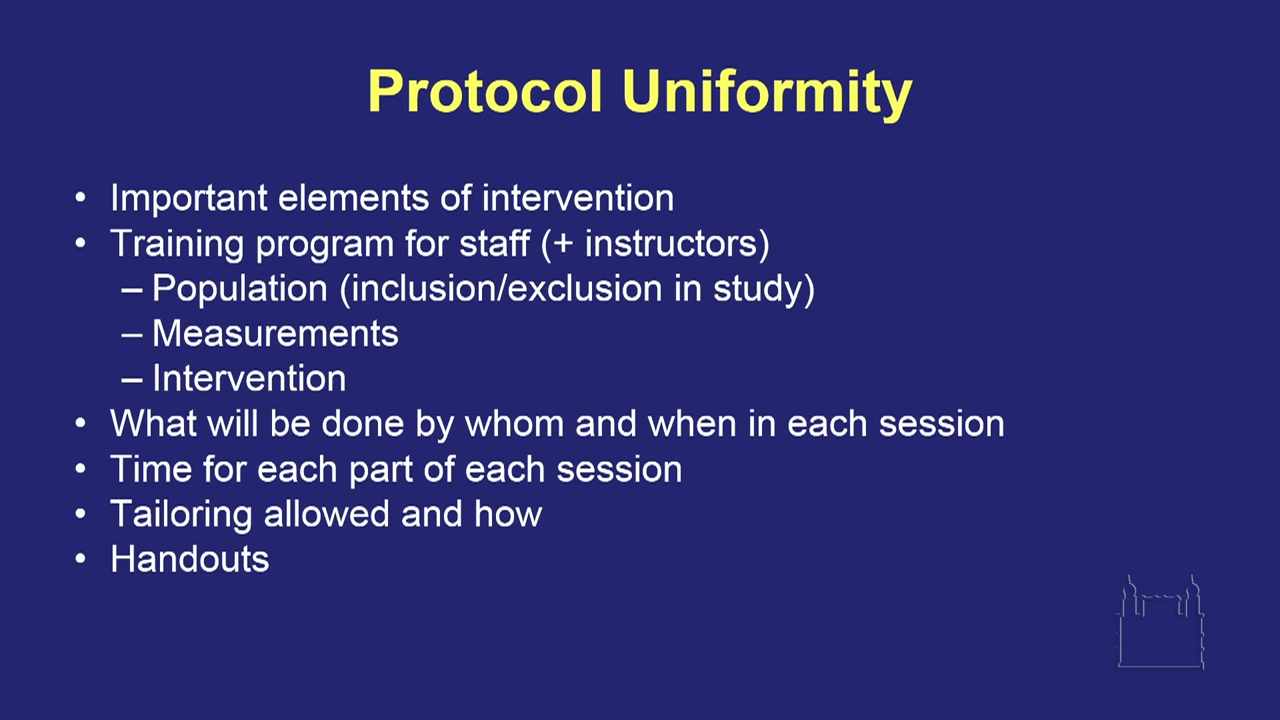 Protocol Uniformity
• Important elements of intervention
• Training program for staff (+ instructors)
– Population (inclusion/exclusion in study)
– Measurements
– Intervention
• What will be done by whom and when in each session
• Time for each part of each session
• Tailoring allowed and how
• Handouts